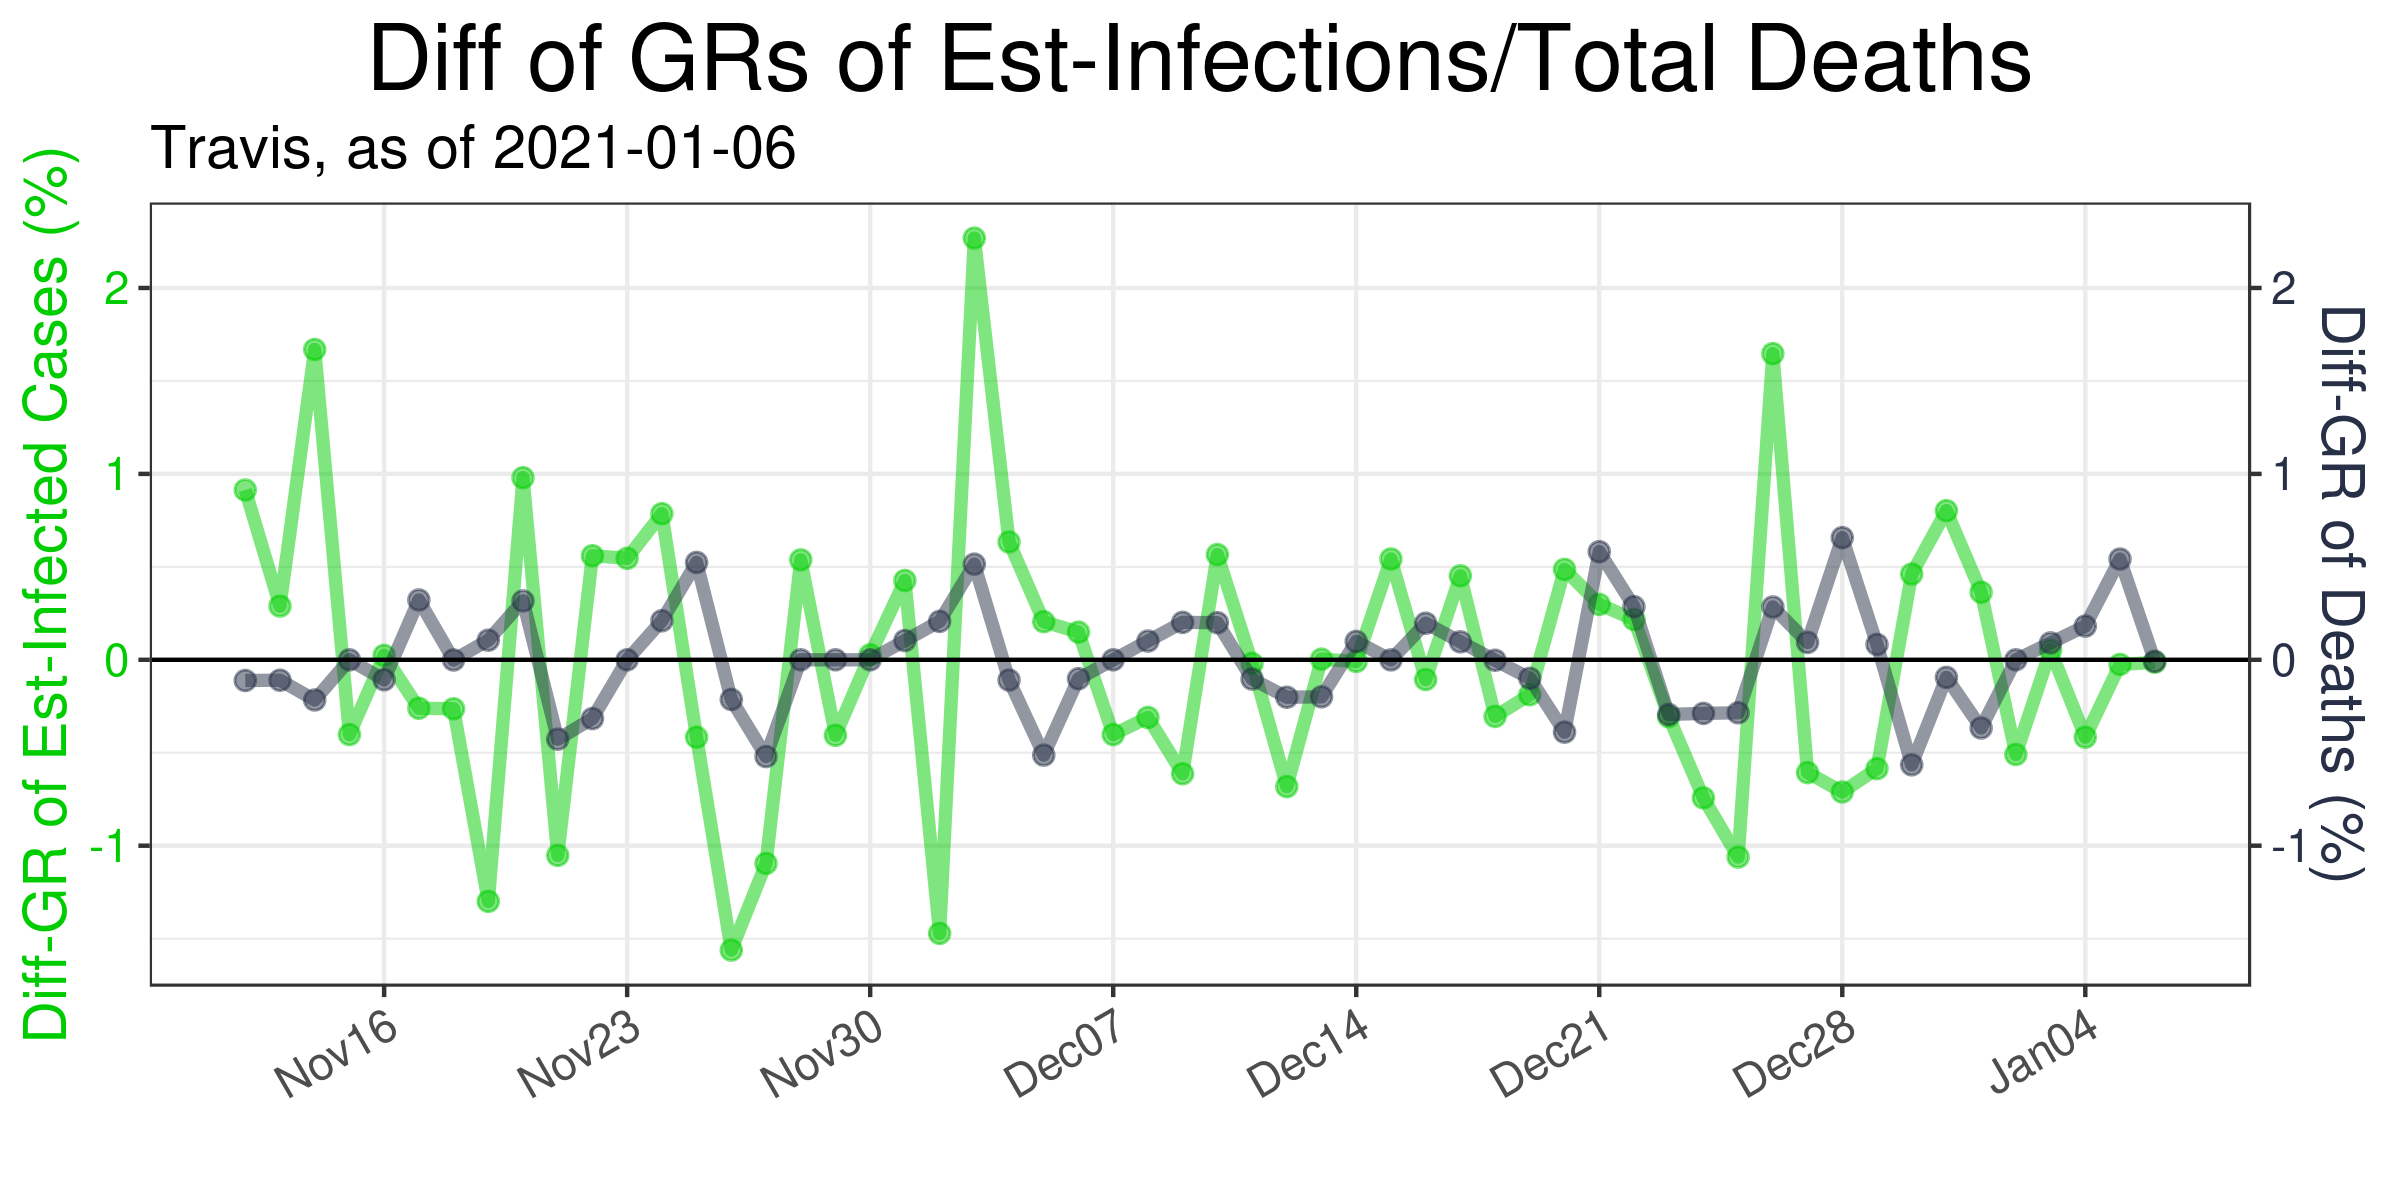 Diff of GRs of Est-Infections/Total Deaths
Travis, as of 2021-01-06
Diff-GR of Est-Infected Cases (%)
2
1
0
-1
2
1
0
-1
Diff-GR of Deaths (%)
Nov16
Nov23
Nov30
Dec07
Dec14
Dec21
Dec28
Jan04